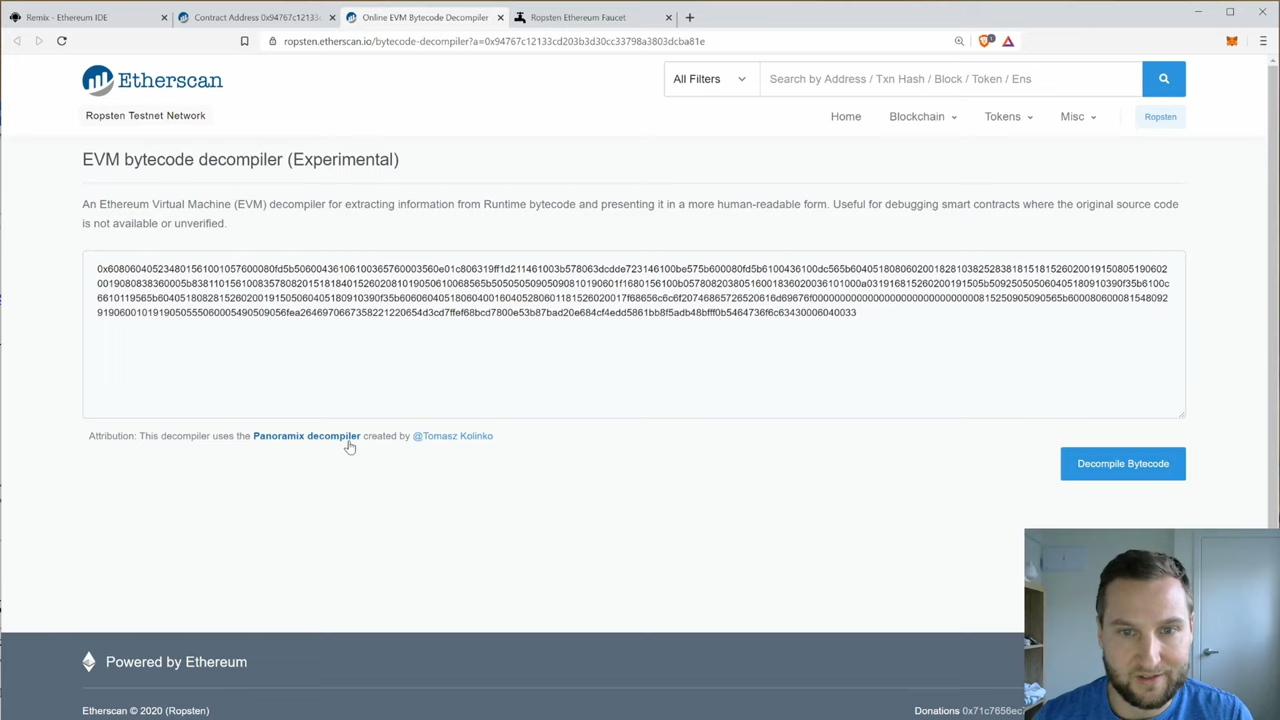 Remix - Ethereum IDE
Contract Address 0x94767c12133c
Online EVM Bytecode Decompiler
Ropsten Ethereum Faucet
ropsten.etherscan.io/bytecode-decompiler?a=0x94767c12133cd203b3d30cc33798a3803dcba81e
Etherscan
All Filters
Search by Address / Txn Hash / Block / Token / Ens
Ropsten Testnet Network
Home
Blockchain
Tokens
Misc
Ropsten
EVM bytecode decompiler (Experimental)
An Ethereum Virtual Machine (EVM) decompiler for extracting information from Runtime bytecode and presenting it in a more human-readable form. Useful for debugging smart contracts where the original source code
is not available or unverified.
Attribution: This decompiler uses the Panoramix decompiler created by @Tomasz Kolinko
Decompile Bytecode
Powered by Ethereum
Etherscan © 2020 (Ropsten)
Donations 0x71c7656ec7